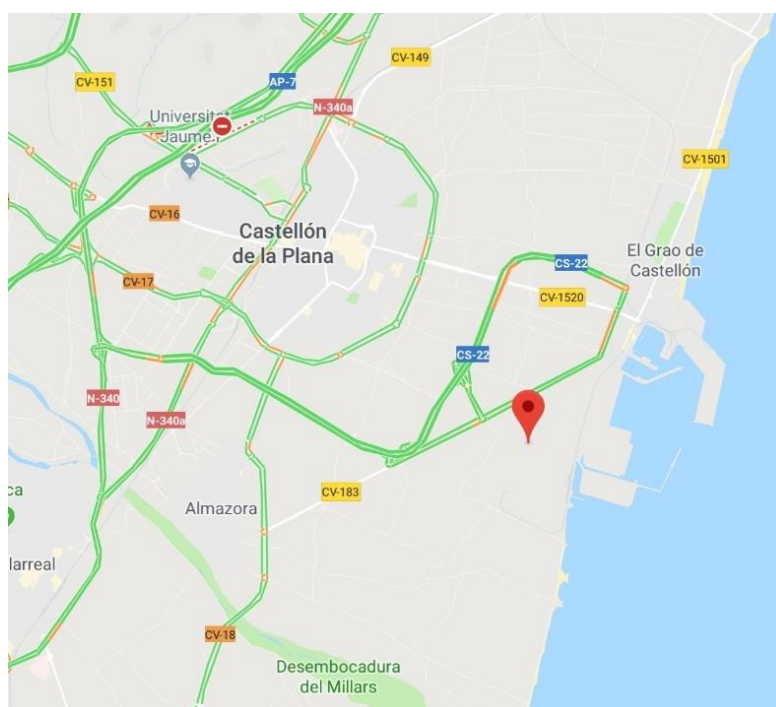 CV-149
CV-151
AP-7
N-340a
Universitat
Jaume I
CV-1501
CV-16
Castellón
de la Plana
El Grao de
Castellón
CS-22
CV-17
CV-1520
CS-22
N-340
N-340a
CV-183
Almazora
ca
larreal
CV-18
Desembocadura
del Millars